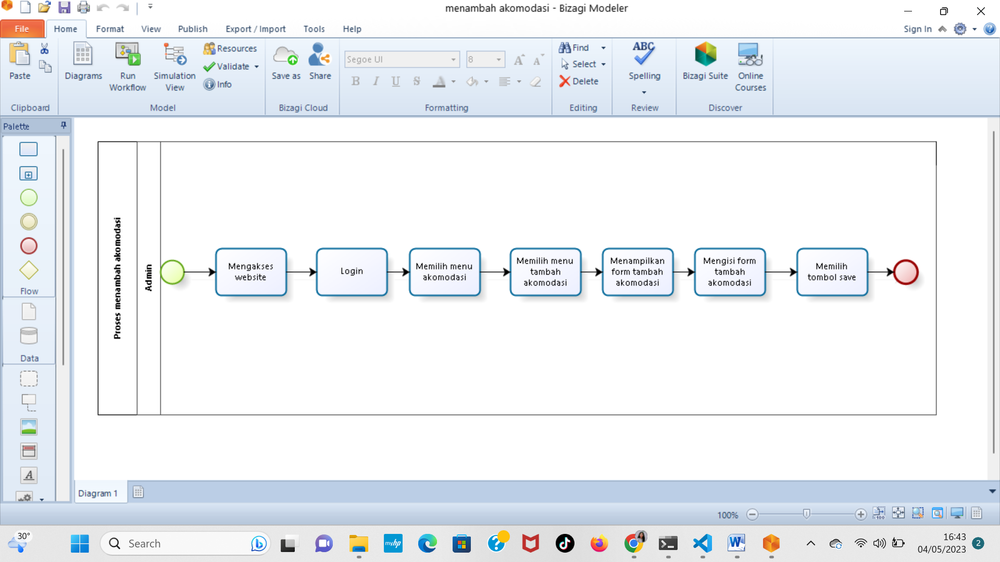 menambah akomodasi - Bizagi Modeler
File Home Format View Publish Export / Import Tools Help Sign In
Paste
Clipboard
Diagrams
Run
Workflow
Simulation
View
Resources
Validate
Info
Model
Save as
Share
Bizagi Cloud
Segoe UI 8 A A
B I U S A
Formatting
Find
Select
Delete
Editing
ABC
Spelling
Review
Bizagi Suite
Online
Courses
Discover
Palette
Flow
Data
A
Proses menambah akomodasi
Admin
Mengakses
website
Login
Memilih menu
akomodasi
Memilih menu
tambah
akomodasi
Menampilkan
form tambah
akomodasi
Mengisi form
tambah
akomodasi
Memilih
tombol save
Diagram 1
100%
100
30°
Search
myhp
W
16:43
04/05/2023
2